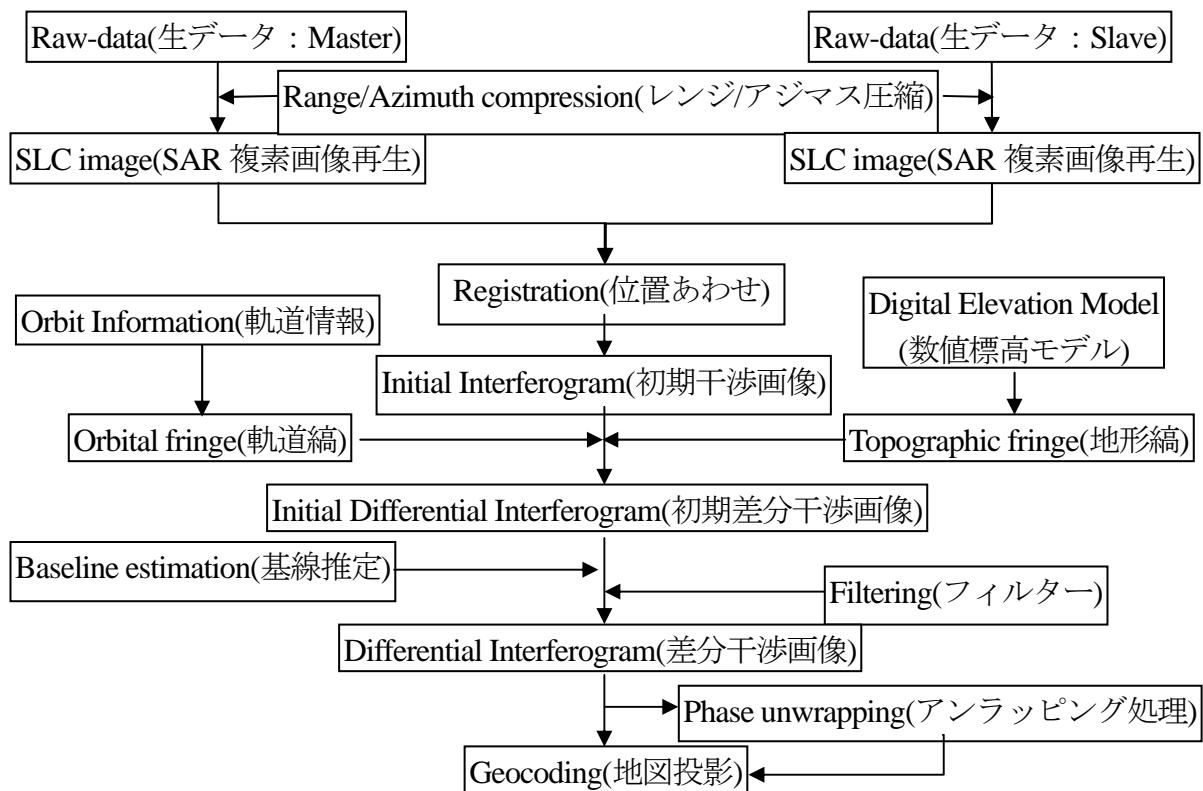 Raw-data(生データ：Master)
Raw-data(生データ：Slave)
Range/Azimuth compression(レンジ/アジマス圧縮)
SLC image(SAR 複素画像再生)
SLC image(SAR 複素画像再生)
Registration(位置あわせ)
Orbit Information(軌道情報)
Digital Elevation Model
(数値標高モデル)
Initial Interferogram(初期干渉画像)
Orbital fringe(軌道縞)
Topographic fringe(地形縞)
Initial Differential Interferogram(初期差分干渉画像)
Baseline estimation(基線推定)
Filtering(フィルター)
Differential Interferogram(差分干渉画像)
Phase unwrapping(アンラッピング処理)
Geocoding(地図投影)